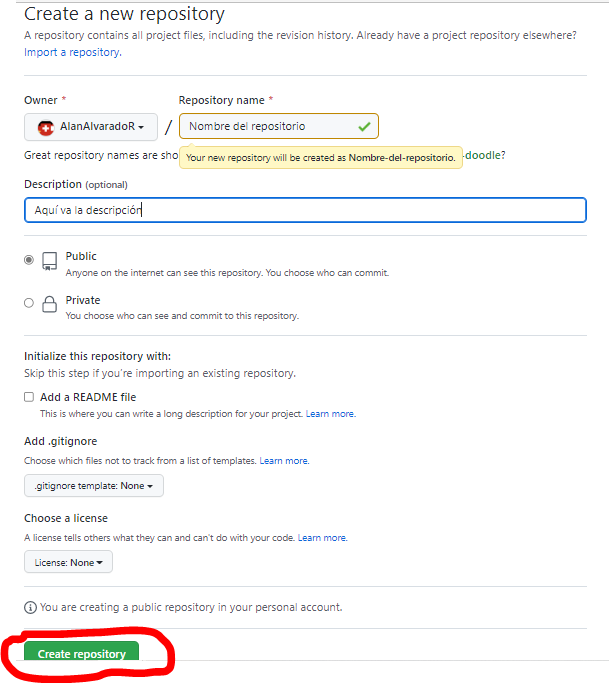 Create a new repository
A repository contains all project files, including the revision history. Already have a project repository elsewhere?
Import a repository.
Owner *
Repository name *
AlanAlvaradoR
/
Nombre del repositorio
Great repository names are sho
-doodle?
Your new repository will be created as Nombre-del-repositorio.
Description (optional)
Aquí va la descripción
Public
Anyone on the internet can see this repository. You choose who can commit.
Private
You choose who can see and commit to this repository.
Initialize this repository with:
Skip this step if you're importing an existing repository.
Add a README file
This is where you can write a long description for your project. Learn more.
Add .gitignore
Choose which files not to track from a list of templates. Learn more.
.gitignore template: None
Choose a license
A license tells others what they can and can't do with your code. Learn more.
License: None
You are creating a public repository in your personal account.
Create repository